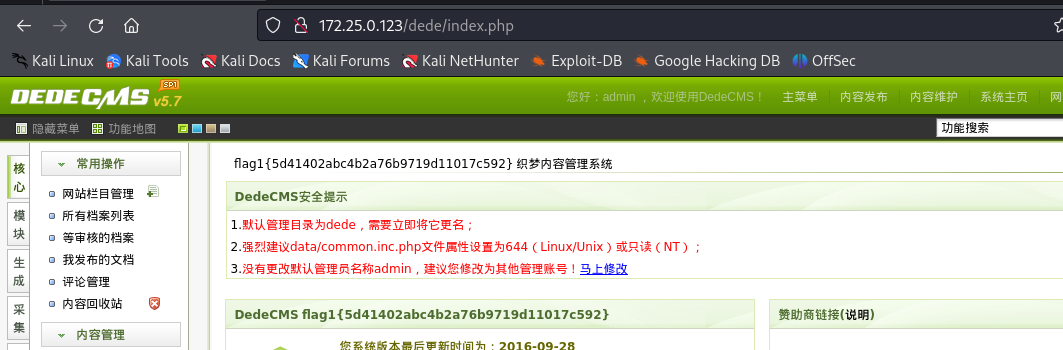 172.25.0.123/dede/index.php
Kali Linux Kali Tools Kali Docs Kali Forums Kali NetHunter Exploit-DB Google Hacking DB OffSec
DEDECMS SP1 v5.7 您好：admin ，欢迎使用DedeCMS！ 主菜单 内容发布 内容维护 系统主页 网
隐藏菜单 功能地图 功能搜索
核心
模块
生成
采集
常用操作
网站栏目管理
所有档案列表
等审核的档案
我发布的文档
评论管理
内容回收站
内容管理
flag1{5d41402abc4b2a76b9719d11017c592} 织梦内容管理系统
DedeCMS安全提示
1.默认管理目录为dede，需要立即将它更名；
2.强烈建议data/common.inc.php文件属性设置为644（Linux/Unix）或只读（NT）；
3.没有更改默认管理员名称admin，建议您修改为其他管理账号！马上修改
DedeCMS flag1{5d41402abc4b2a76b9719d11017c592}
赞助商链接(说明)
您系统版本最后更新时间为：2016-09-28